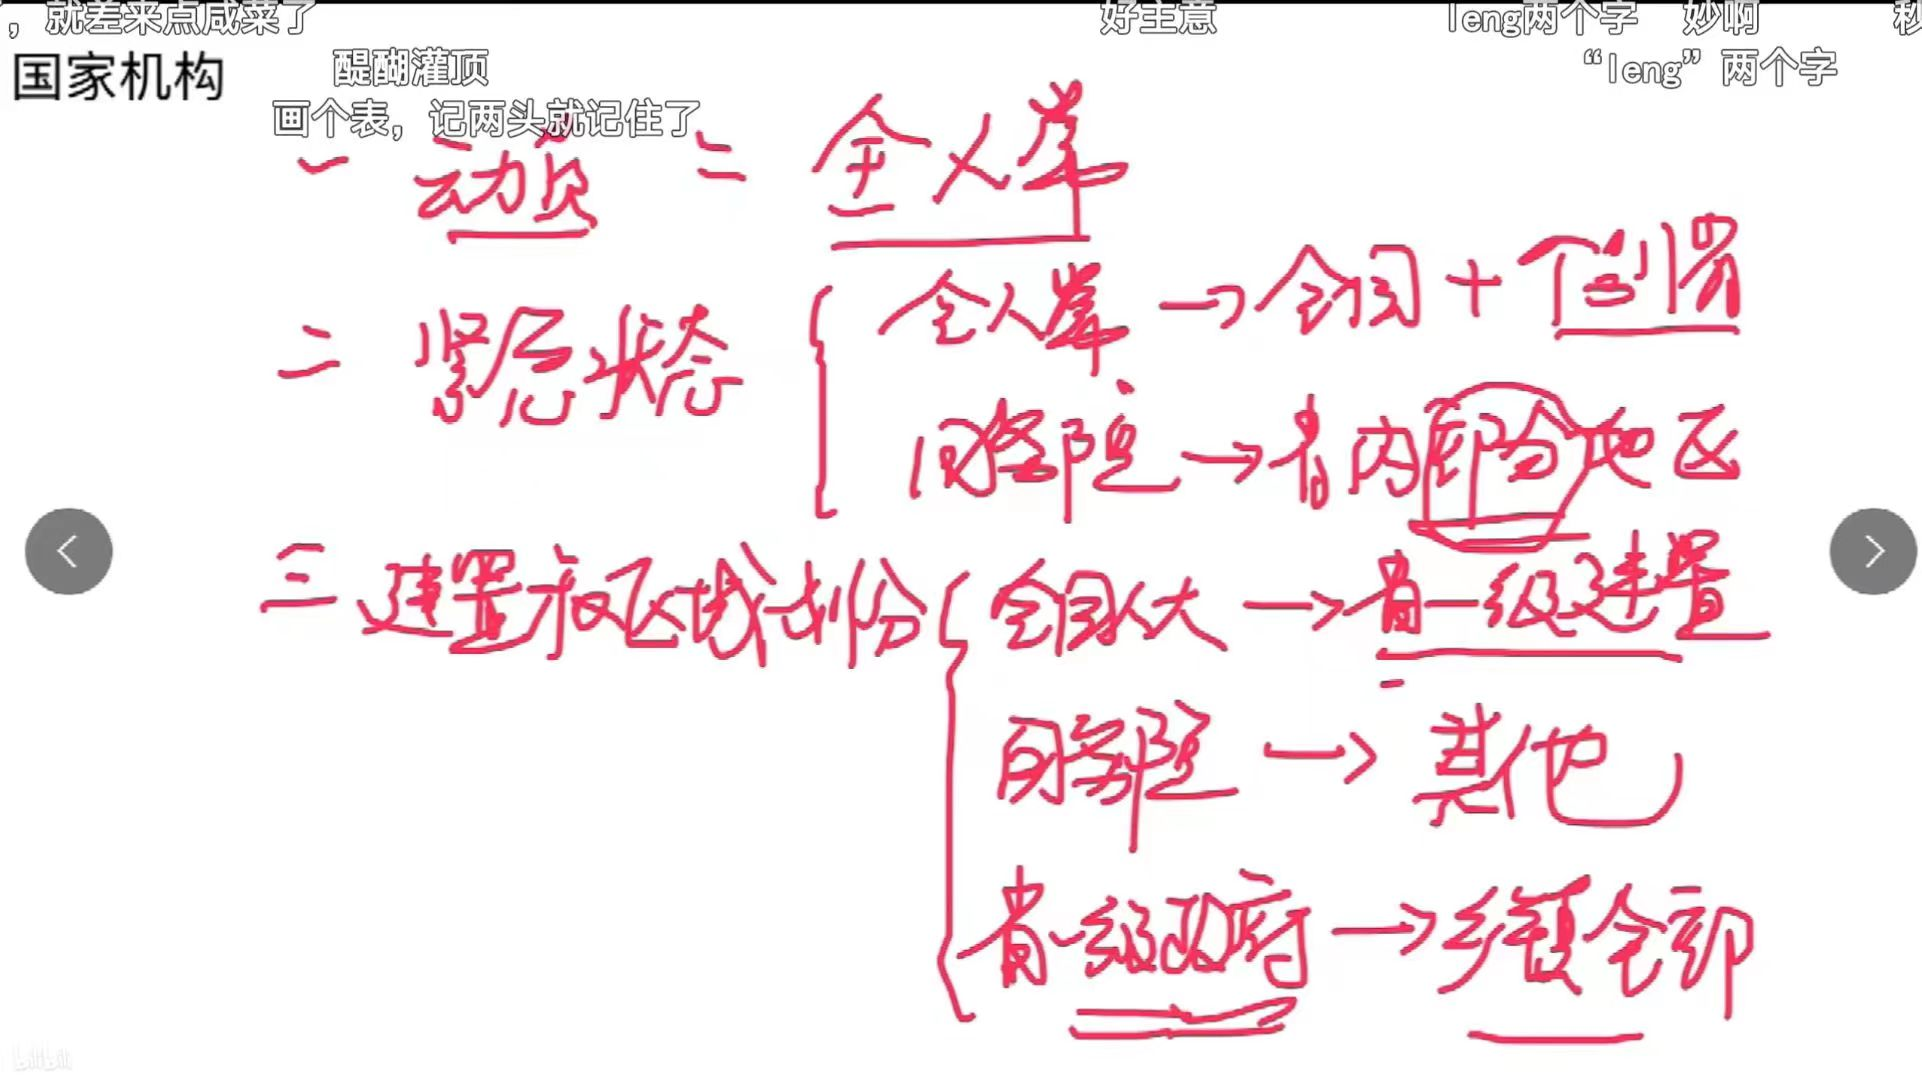 ，就差来点咸菜了 好主意 leng两个字 妙啊
国家机构 醍醐灌顶 “leng”两个字
画个表，记两头就记住了
一 动员 = 全人常
二 紧急状态 全人常 → 全国 + 个别省
国务院 → 省内部分地区
三 建置和区域划分 全国人大 → 省一级建置
国务院 → 其他
省一级政府 → 乡镇全部
bilibili